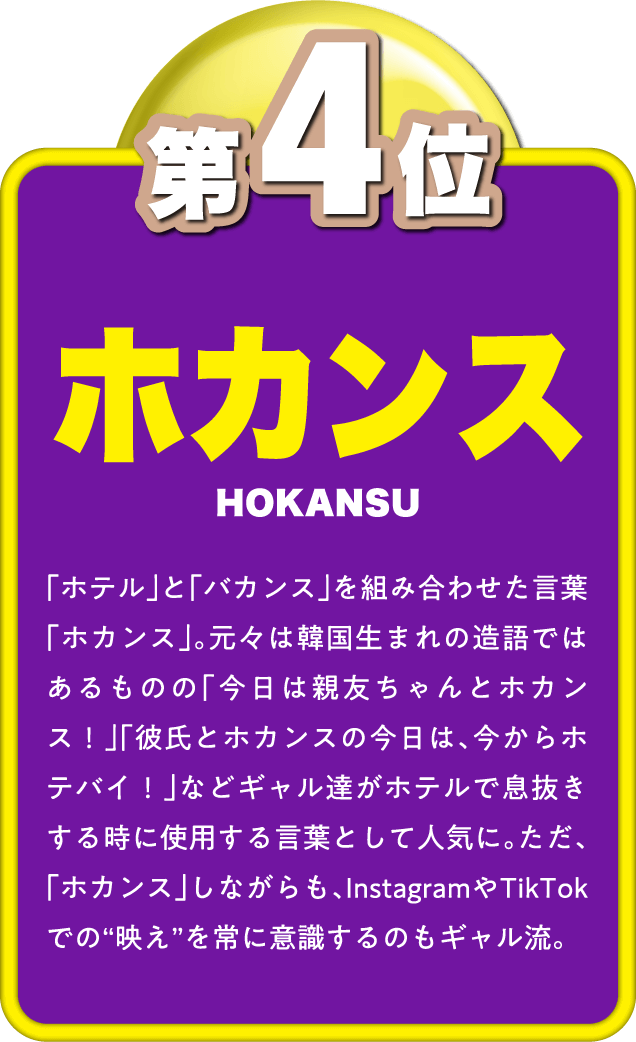 第4位
ホカンス
HOKANSU
「ホテル」と「バカンス」を組み合わせた言葉
「ホカンス」。元々は韓国生まれの造語では
あるものの「今日は親友ちゃんとホカン
ス！」「彼氏とホカンスの今日は、今からホ
テバイ！」などギャル達がホテルで息抜き
する時に使用する言葉として人気に。ただ、
「ホカンス」しながらも、InstagramやTikTok
での“映え”を常に意識するのもギャル流。